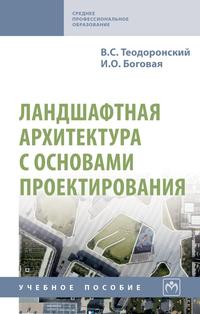 СРЕДНЕЕ
ПРОФЕССИОНАЛЬНОЕ
ОБРАЗОВАНИЕ
В.С. Теодоронский
И.О. Боговая
ЛАНДШАФТНАЯ
АРХИТЕКТУРА
С ОСНОВАМИ
ПРОЕКТИРОВАНИЯ
УЧЕБНОЕ ПОСОБИЕ